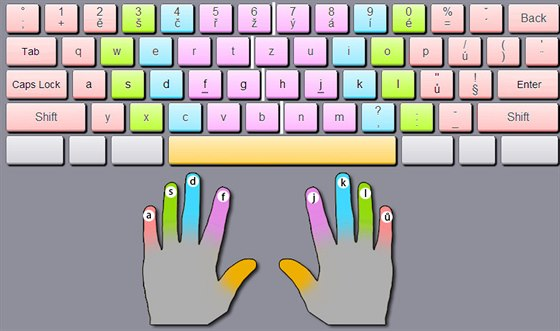 ° 1 2 3 4 5 6 7 8 9 0 % ˇ Back
; + ě š č ř ž ý á í é = ´
Tab q w e r t z u i o p / ú ( )
Caps Lock a s d f g h j k l " ů ! § Enter
Shift y x c v b n m ? , : . _ - Shift
a s d f j k l ů